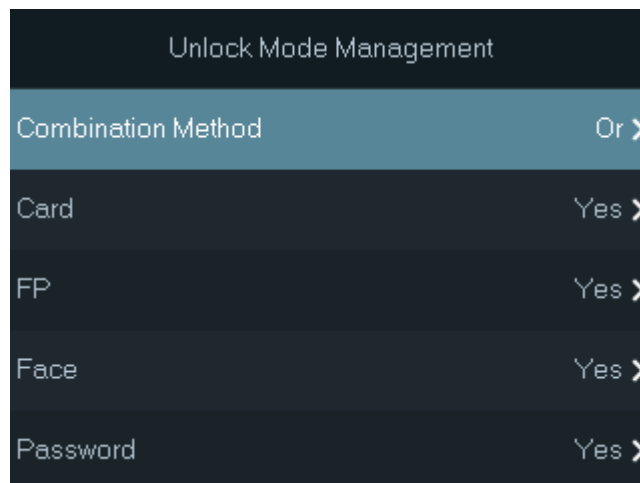 Unlock Mode Management
Combination Method Or
Card Yes
FP Yes
Face Yes
Password Yes